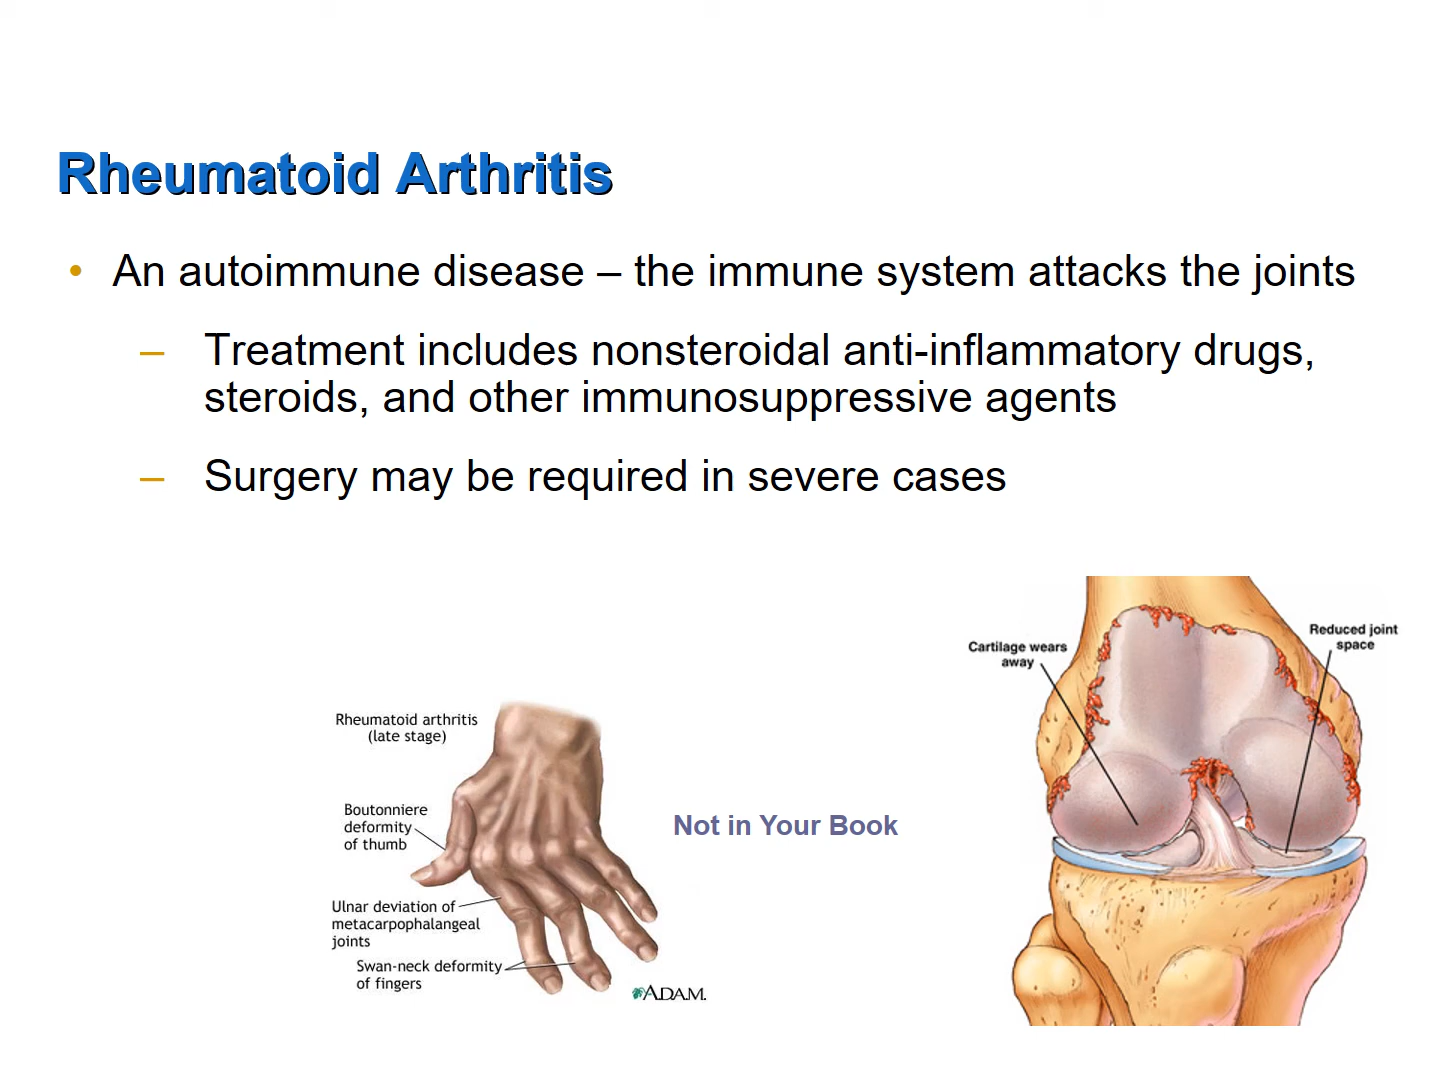 Rheumatoid Arthritis
• An autoimmune disease – the immune system attacks the joints
– Treatment includes nonsteroidal anti-inflammatory drugs,
steroids, and other immunosuppressive agents
– Surgery may be required in severe cases
Rheumatoid arthritis
(late stage)
Boutonniere
deformity
of thumb
Ulnar deviation of
metacarpophalangeal
joints
Swan-neck deformity
of fingers
A.D.A.M.
Not in Your Book
Cartilage wears
away
Reduced joint
space